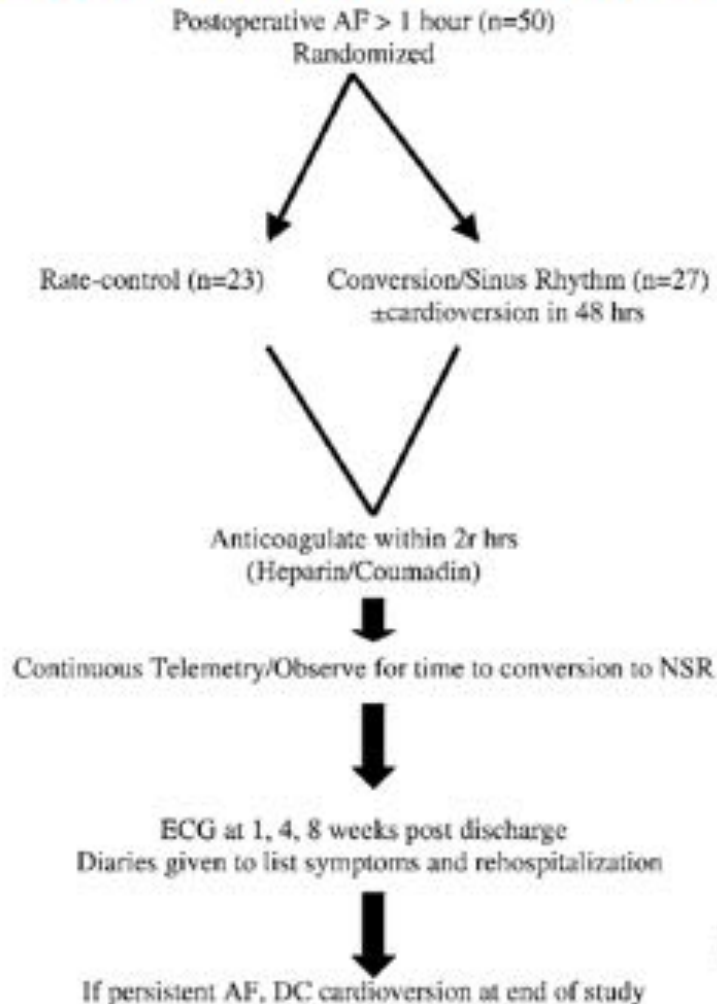 Postoperative AF > 1 hour (n=50)
Randomized
Rate-control (n=23)
Conversion/Sinus Rhythm (n=27)
±cardioversion in 48 hrs
Anticoagulate within 2r hrs
(Heparin/Coumadin)
Continuous Telemetry/Observe for time to conversion to NSR
ECG at 1, 4, 8 weeks post discharge
Diaries given to list symptoms and rehospitalization
If persistent AF, DC cardioversion at end of study